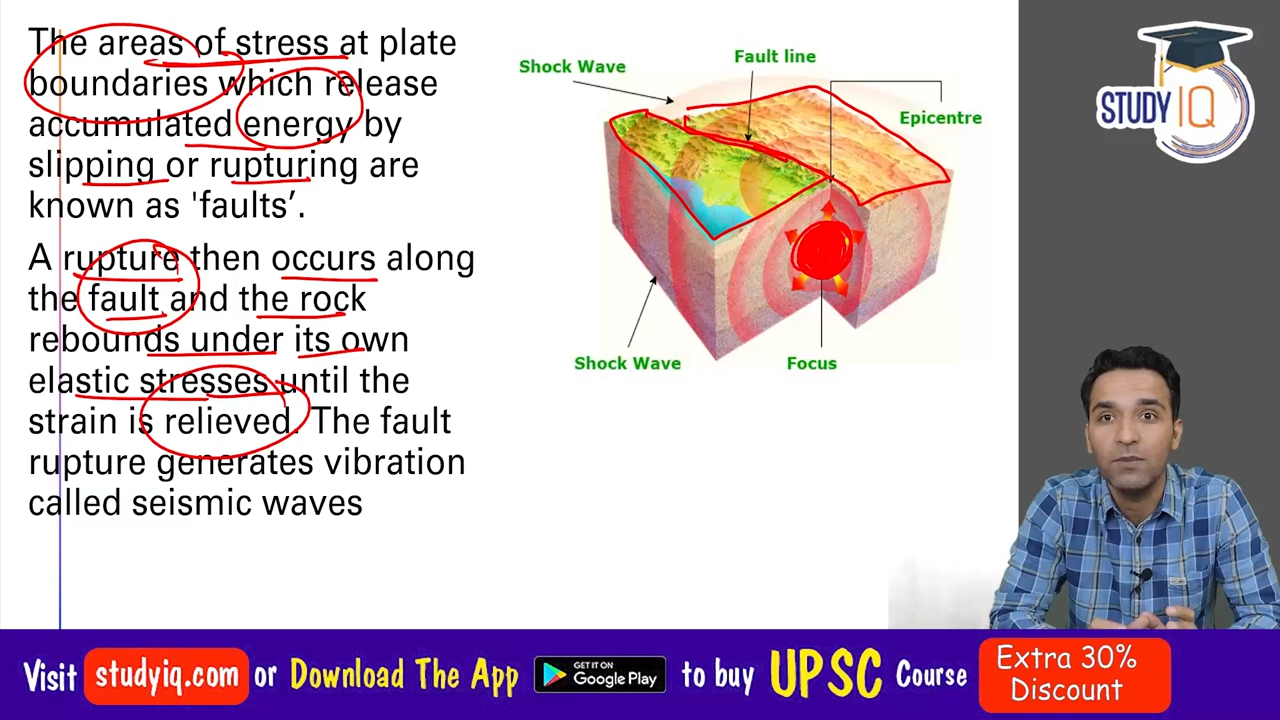 The areas of stress at plate
boundaries which release
accumulated energy by
slipping or rupturing are
known as 'faults’.
A rupture then occurs along
the fault and the rock
rebounds under its own
elastic stresses until the
strain is relieved. The fault
rupture generates vibration
called seismic waves
Shock Wave
Fault line
Epicentre
Shock Wave
Focus
STUDY IQ
Visit studyiq.com or Download The App GET IT ON Google Play to buy UPSC Course
Extra 30%
Discount